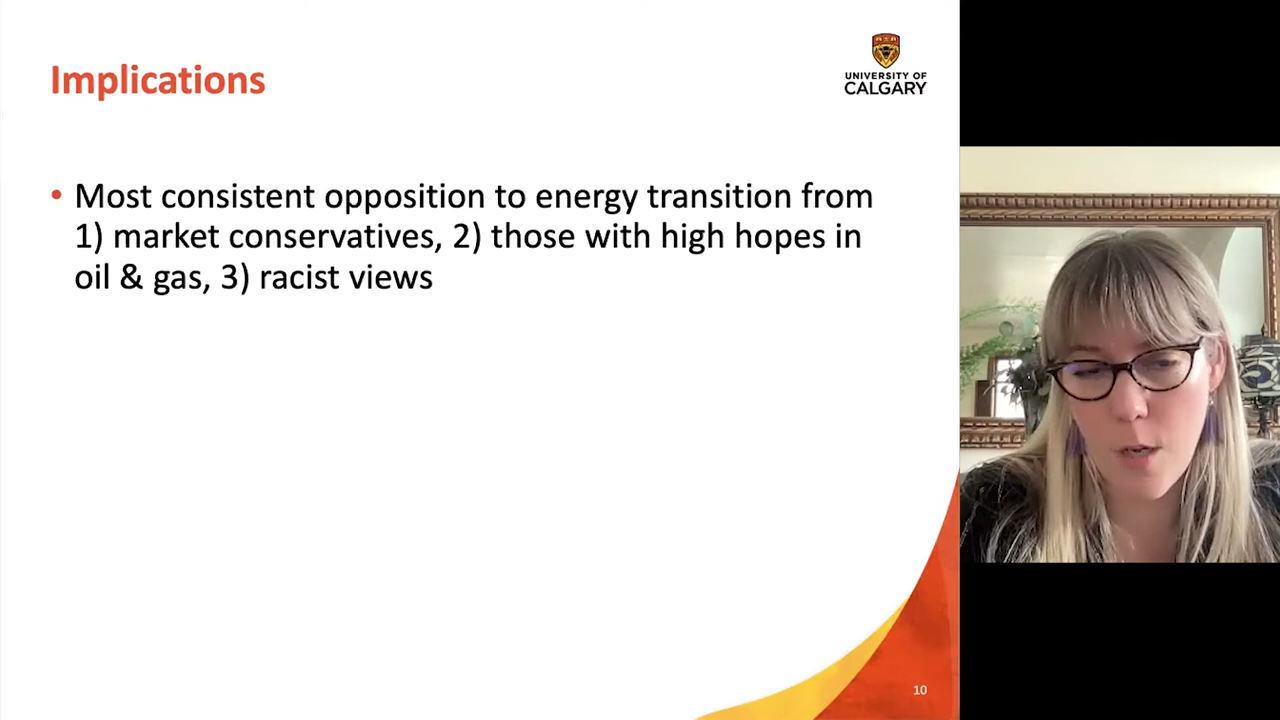 Implications
UNIVERSITY OF
CALGARY
• Most consistent opposition to energy transition from
1) market conservatives, 2) those with high hopes in
oil & gas, 3) racist views
10